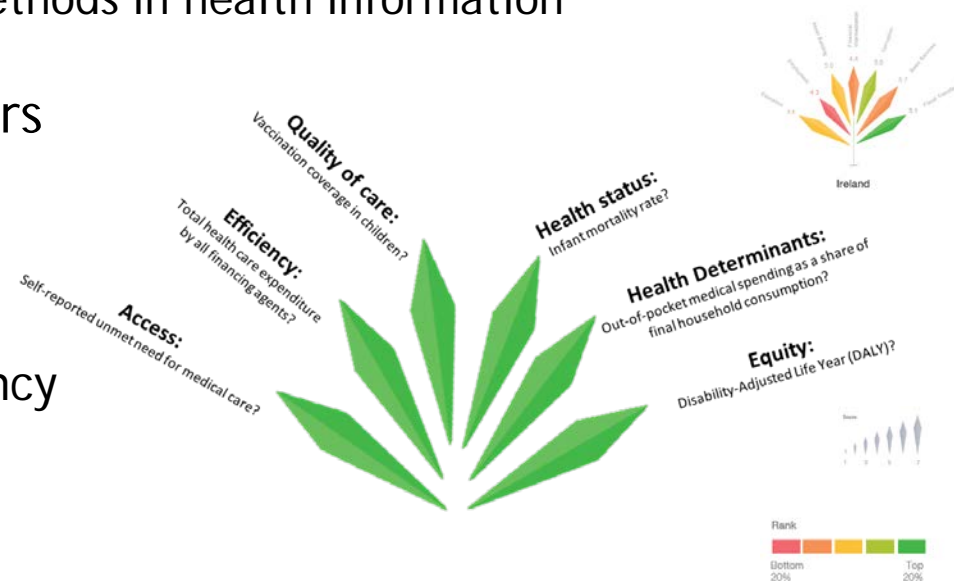 ethods in health information
rs
ncy
Quality of care:
Vaccination coverage in children?
Efficiency:
Total health care expenditure
by all financing agents?
Access:
Self-reported unmet need for medical care?
Health status:
Infant mortality rate?
Health Determinants:
Out-of-pocket medical spending as a share of
final household consumption?
Equity:
Disability-Adjusted Life Year (DALY)?
Ireland
Rank
Bottom
20%
Top
20%